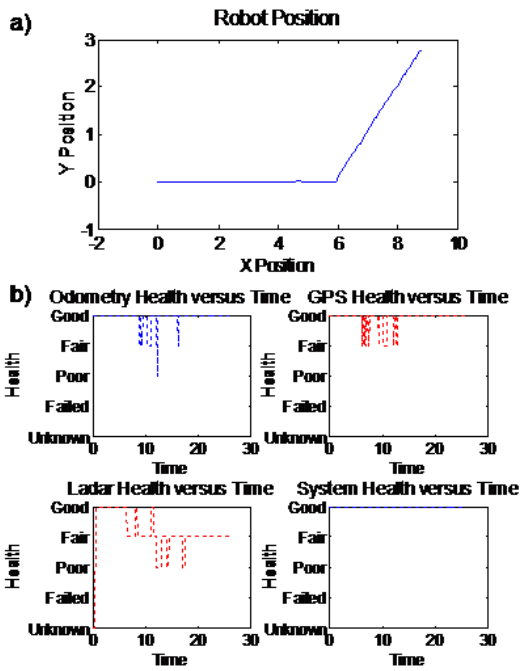 a)
Robot Position
3
2
1
0
-1
Y Position
-2 0 2 4 6 8 10
X Position
b)
Odometry Health versus Time
Good
Fair
Poor
Failed
Unknown
Health
0 10 20 30
Time
GPS Health versus Time
Good
Fair
Poor
Failed
Unknown
Health
0 10 20 30
Time
Ladar Health versus Time
Good
Fair
Poor
Failed
Unknown
Health
0 10 20 30
Time
System Health versus Time
Good
Fair
Poor
Failed
Unknown
Health
0 10 20 30
Time